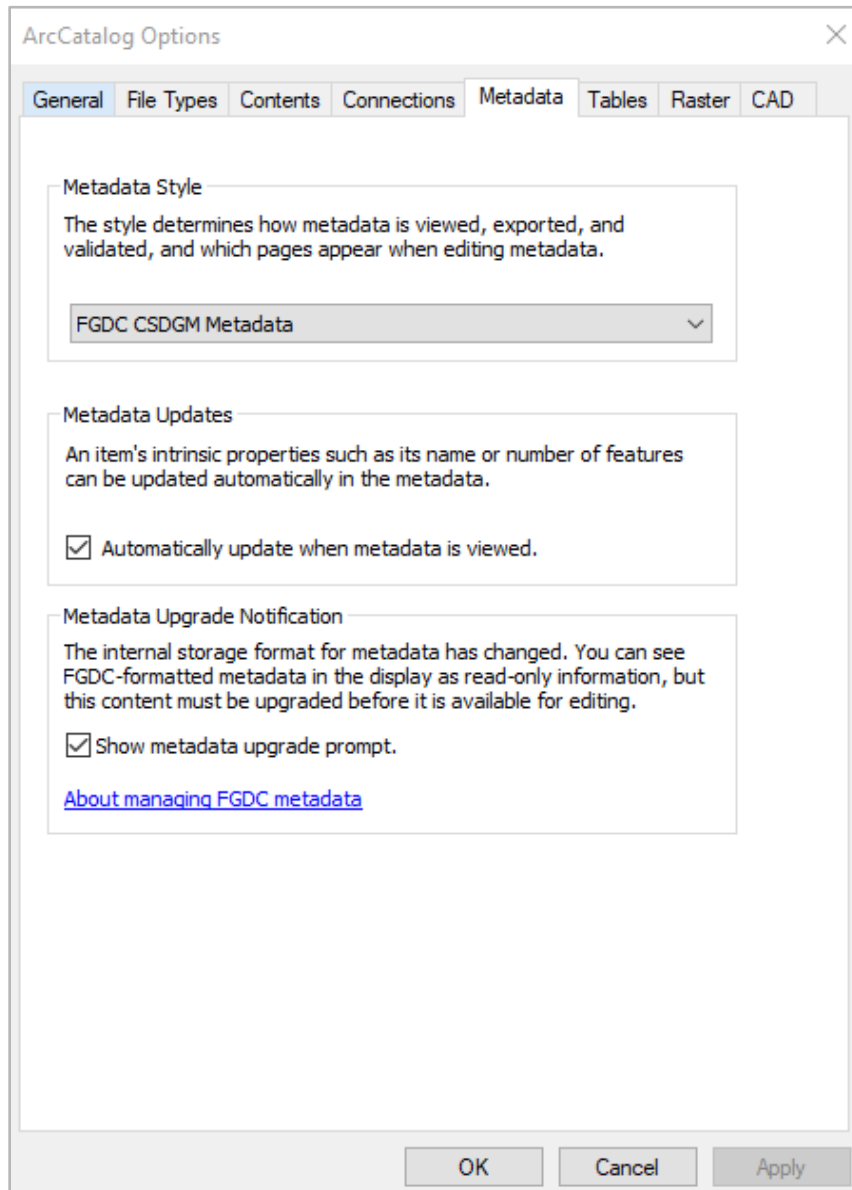 ArcCatalog Options
General File Types Contents Connections Metadata Tables Raster CAD
Metadata Style
The style determines how metadata is viewed, exported, and
validated, and which pages appear when editing metadata.
FGDC CSDGM Metadata
Metadata Updates
An item's intrinsic properties such as its name or number of features
can be updated automatically in the metadata.
Automatically update when metadata is viewed.
Metadata Upgrade Notification
The internal storage format for metadata has changed. You can see
FGDC-formatted metadata in the display as read-only information, but
this content must be upgraded before it is available for editing.
Show metadata upgrade prompt.
About managing FGDC metadata
OK Cancel Apply